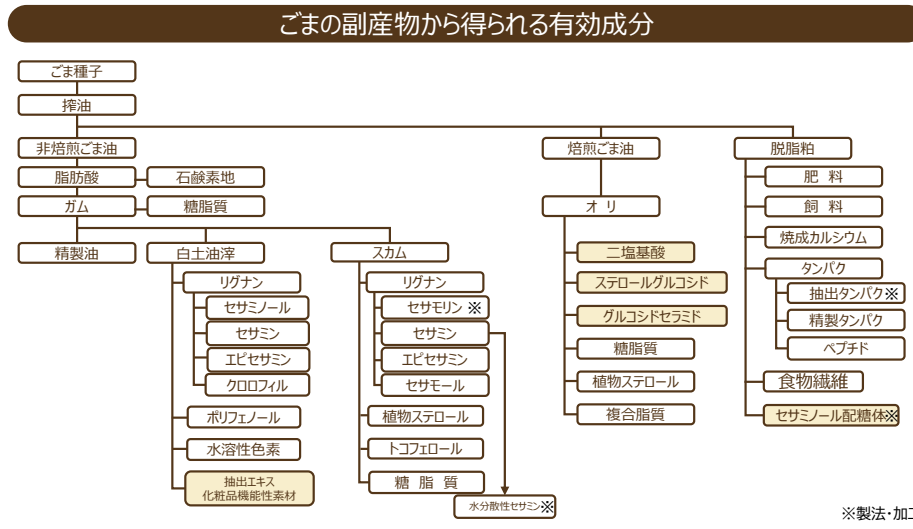 ごまの副産物から得られる有効成分
ごま種子
搾油
非焙煎ごま油
焙煎ごま油
脱脂粕
脂肪酸
石鹸素地
ガム
糖脂質
精製油
白土油滓
スカム
リグナン
セサミノール
セサミン
エピセサミン
クロロフィル
ポリフェノール
水溶性色素
抽出エキス
化粧品機能性素材
リグナン
セサモリン ※
セサミン
エピセサミン
セサモール
植物ステロール
トコフェロール
糖 脂 質
水分散性セサミン※
オ リ
二塩基酸
ステロールグルコシド
グルコシドセラミド
糖脂質
植物ステロール
複合脂質
肥 料
飼 料
焼成カルシウム
タンパク
抽出タンパク※
精製タンパク
ペプチド
食物繊維
セサミノール配糖体※
※製法・加工